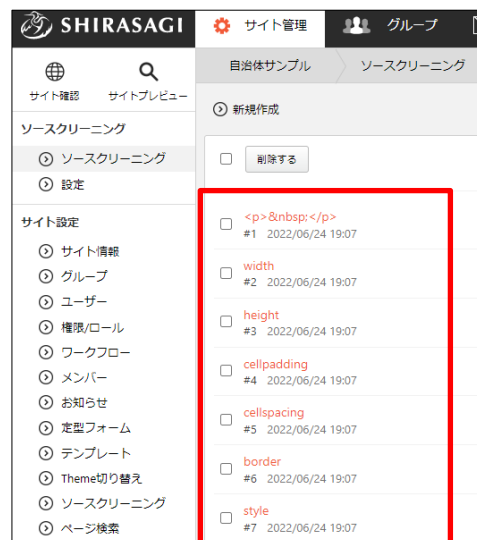 SHIRASAGI
サイト管理
グループ
サイト確認
サイトプレビュー
自治体サンプル
ソースクリーニング
新規作成
ソースクリーニング
ソースクリーニング
設定
削除する
サイト設定
サイト情報
グループ
ユーザー
権限/ロール
ワークフロー
メンバー
お知らせ
定型フォーム
テンプレート
Theme切り替え
ソースクリーニング
ページ検索
<p>&nbsp;</p>
#1 2022/06/24 19:07
width
#2 2022/06/24 19:07
height
#3 2022/06/24 19:07
cellpadding
#4 2022/06/24 19:07
cellspacing
#5 2022/06/24 19:07
border
#6 2022/06/24 19:07
style
#7 2022/06/24 19:07